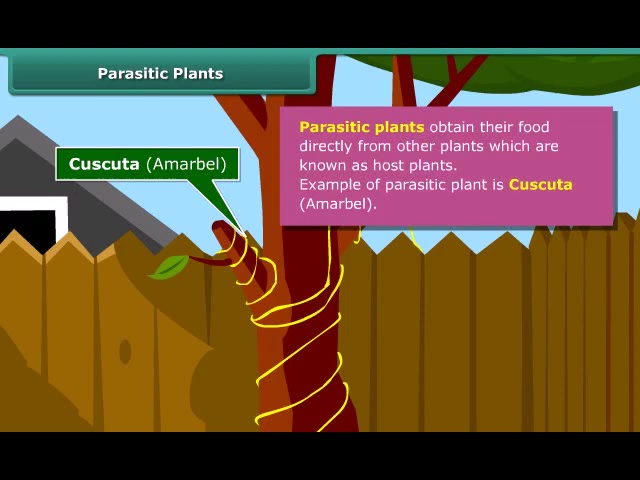 Parasitic Plants
Parasitic plants obtain their food
directly from other plants which are
known as host plants.
Example of parasitic plant is Cuscuta
(Amarbel).
Cuscuta (Amarbel)